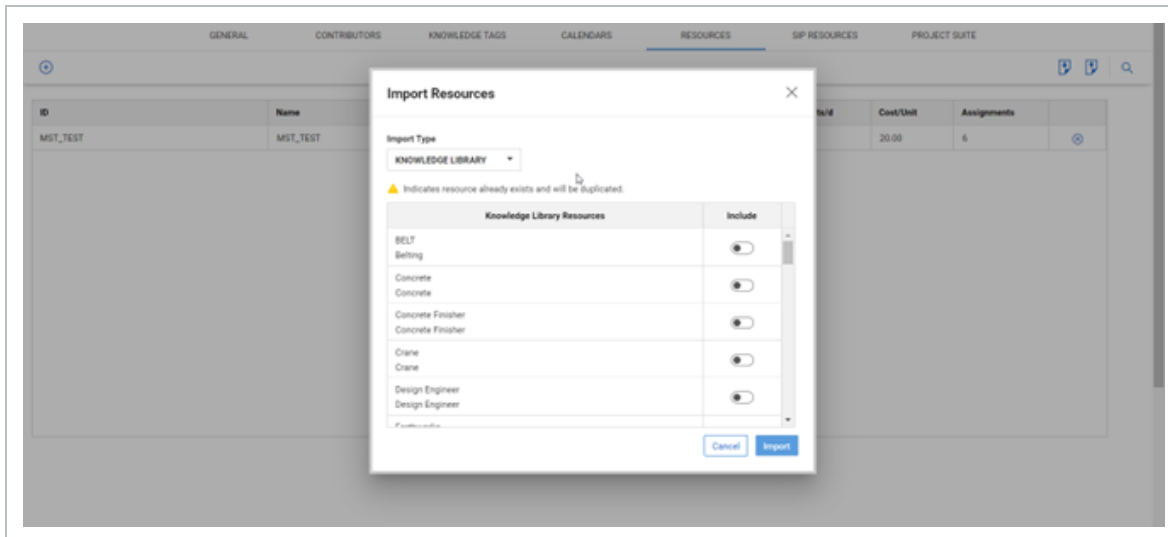 GENERAL CONTRIBUTORS KNOWLEDGE TAGS CALENDARS RESOURCES SIP RESOURCES PROJECT SUITE
Import Resources
ID Name Cost/Unit Assignments
MST_TEST MST_TEST 20.00 6
Import Type
KNOWLEDGE LIBRARY
Indicates resource already exists and will be duplicated.
Knowledge Library Resources Include
BELT
Belting
Concrete
Concrete
Concrete Finisher
Concrete Finisher
Crane
Crane
Design Engineer
Design Engineer
Cancel Import